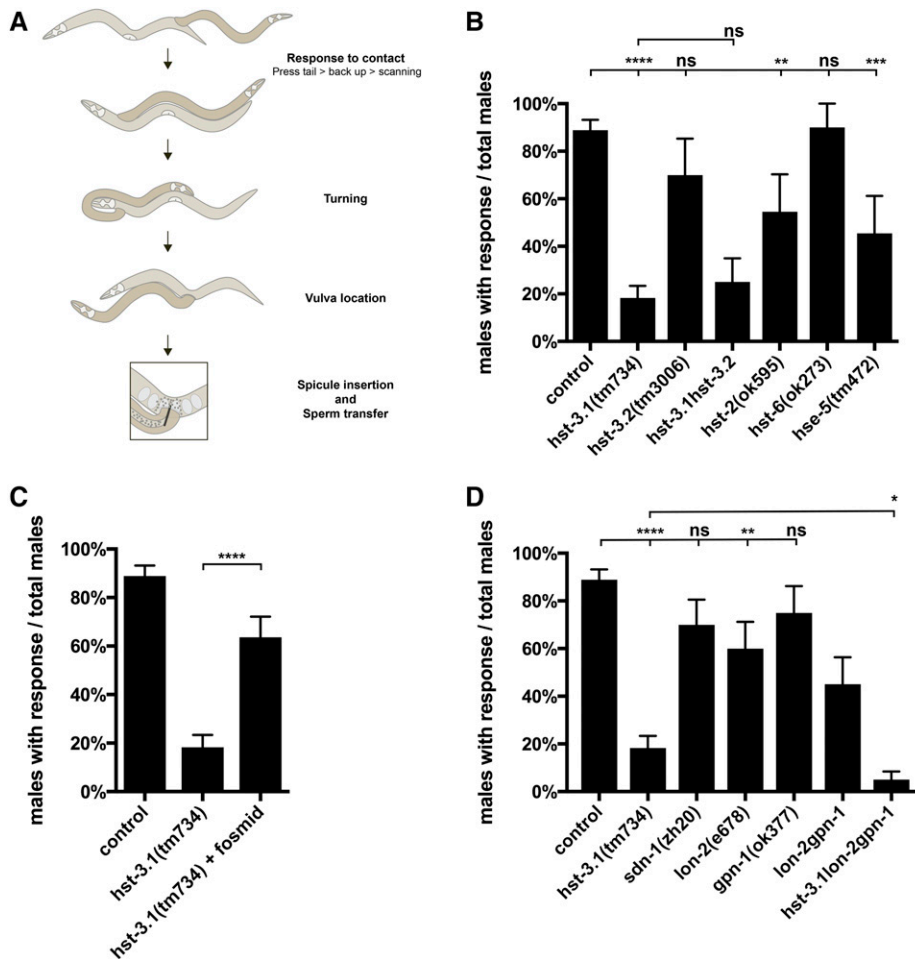 A
Response to contact
Press tail > back up > scanning
Turning
Vulva location
Spicule insertion
and
Sperm transfer
B
ns
**** ns ** ns ***
males with response / total males
100%
80%
60%
40%
20%
0%
control
hst-3.1(tm734)
hst-3.2(tm3006)
hst-3.1hst-3.2
hst-2(ok595)
hst-6(ok273)
hse-5(tm472)
C
****
males with response / total males
100%
80%
60%
40%
20%
0%
control
hst-3.1(tm734)
hst-3.1(tm734) + fosmid
D
*
**** ns ** ns
males with response / total males
100%
80%
60%
40%
20%
0%
control
hst-3.1(tm734)
sdn-1(zh20)
lon-2(e678)
gpn-1(ok377)
lon-2gpn-1
hst-3.1lon-2gpn-1